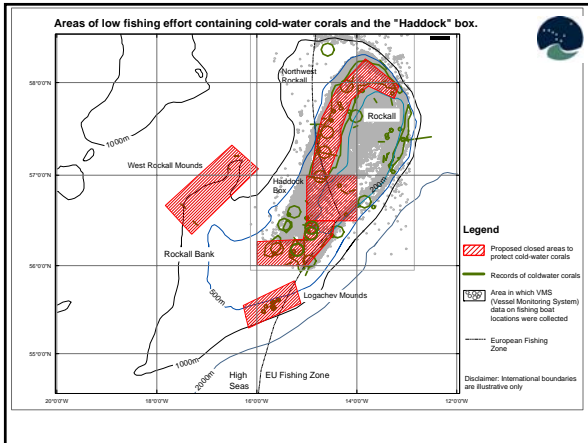 Areas of low fishing effort containing cold-water corals and the "Haddock" box.
58°0'0"N
57°0'0"N
56°0'0"N
55°0'0"N
20°0'0"W
18°0'0"W
16°0'0"W
14°0'0"W
12°0'0"W
Northwest
Rockall
Rockall
1000m
West Rockall Mounds
Haddock
Box
200m
Rockall Bank
500m
Logachev Mounds
1000m
2000m
High
Seas
EU Fishing Zone
Legend
Proposed closed areas to
protect cold-water corals
Records of coldwater corals
Area in which VMS
(Vessel Monitoring System)
data on fishing boat
locations were collected
European Fishing
Zone
Disclaimer: International boundaries
are illustrative only